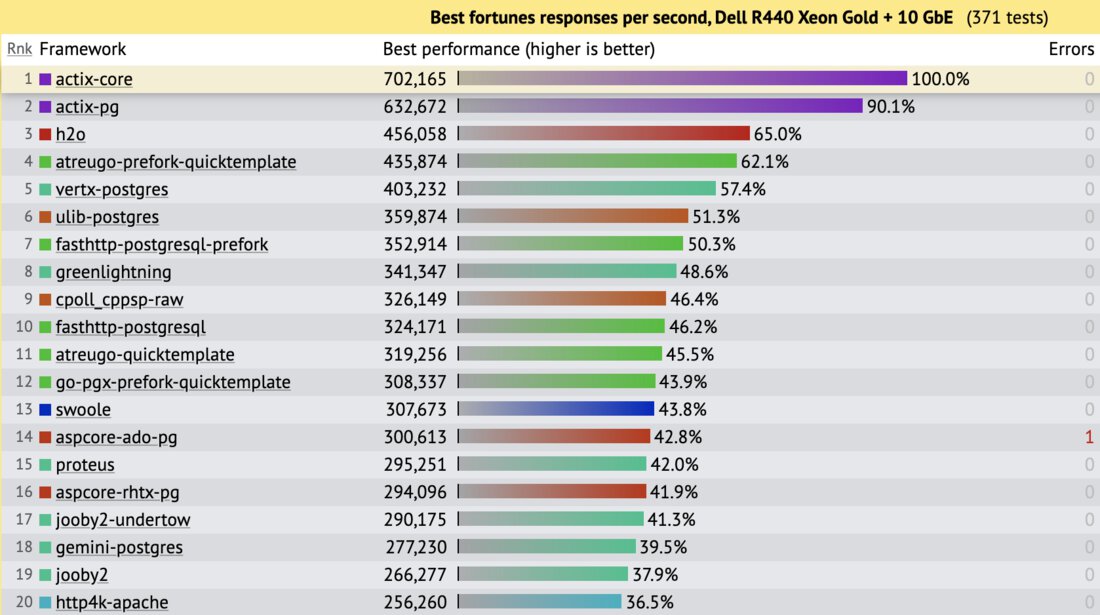 Best fortunes responses per second, Dell R440 Xeon Gold + 10 GbE (371 tests)
Rnk Framework Best performance (higher is better) Errors
1 actix-core 702,165 100.0% 0
2 actix-pg 632,672 90.1% 0
3 h2o 456,058 65.0% 0
4 atreugo-prefork-quicktemplate 435,874 62.1% 0
5 vertx-postgres 403,232 57.4% 0
6 ulib-postgres 359,874 51.3% 0
7 fasthttp-postgresql-prefork 352,914 50.3% 0
8 greenlightning 341,347 48.6% 0
9 cpoll_cppsp-raw 326,149 46.4% 0
10 fasthttp-postgresql 324,171 46.2% 0
11 atreugo-quicktemplate 319,256 45.5% 0
12 go-pgx-prefork-quicktemplate 308,337 43.9% 0
13 swoole 307,673 43.8% 0
14 aspcore-ado-pg 300,613 42.8% 1
15 proteus 295,251 42.0% 0
16 aspcore-rhtx-pg 294,096 41.9% 0
17 jooby2-undertow 290,175 41.3% 0
18 gemini-postgres 277,230 39.5% 0
19 jooby2 266,277 37.9% 0
20 http4k-apache 256,260 36.5% 0